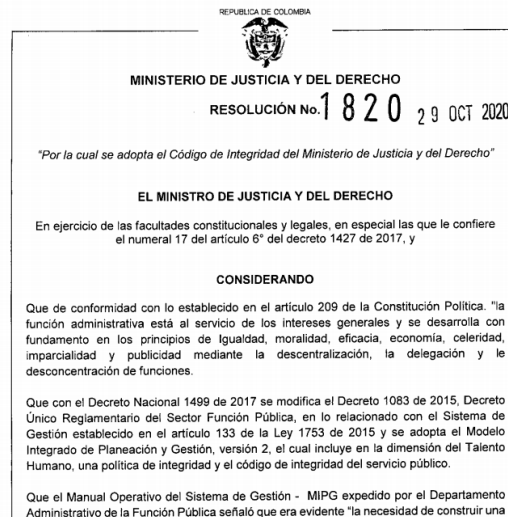 REPUBLICA DE COLOMBIA
MINISTERIO DE JUSTICIA Y DEL DERECHO
RESOLUCIÓN No. 1820 29 OCT 2020
"Por la cual se adopta el Código de Integridad del Ministerio de Justicia y del Derecho"
EL MINISTRO DE JUSTICIA Y DEL DERECHO
En ejercicio de las facultades constitucionales y legales, en especial las que le confiere
el numeral 17 del artículo 6° del decreto 1427 de 2017, y
CONSIDERANDO
Que de conformidad con lo establecido en el artículo 209 de la Constitución Política. "la
función administrativa está al servicio de los intereses generales y se desarrolla con
fundamento en los principios de Igualdad, moralidad, eficacia, economía, celeridad,
imparcialidad y publicidad mediante la descentralización, la delegación y le
desconcentración de funciones.
Que con el Decreto Nacional 1499 de 2017 se modifica el Decreto 1083 de 2015, Decreto
Único Reglamentario del Sector Función Pública, en lo relacionado con el Sistema de
Gestión establecido en el artículo 133 de la Ley 1753 de 2015 y se adopta el Modelo
Integrado de Planeación y Gestión, versión 2, el cual incluye en la dimensión del Talento
Humano, una política de integridad y el código de integridad del servicio público.
Que el Manual Operativo del Sistema de Gestión - MIPG expedido por el Departamento
Administrativo de la Función Pública señaló que era evidente "la necesidad de construir una